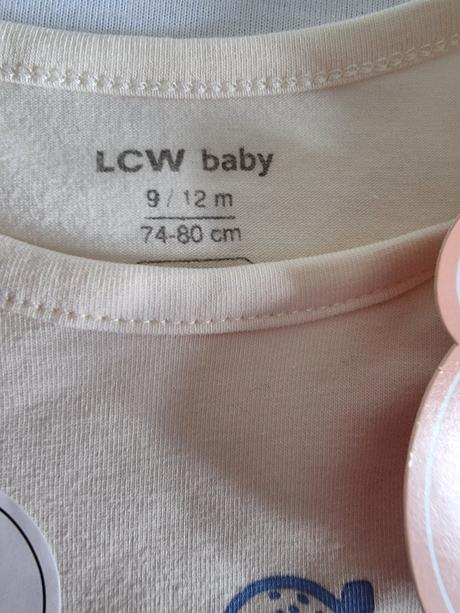 LCW baby
9 / 12 m
74-80 cm